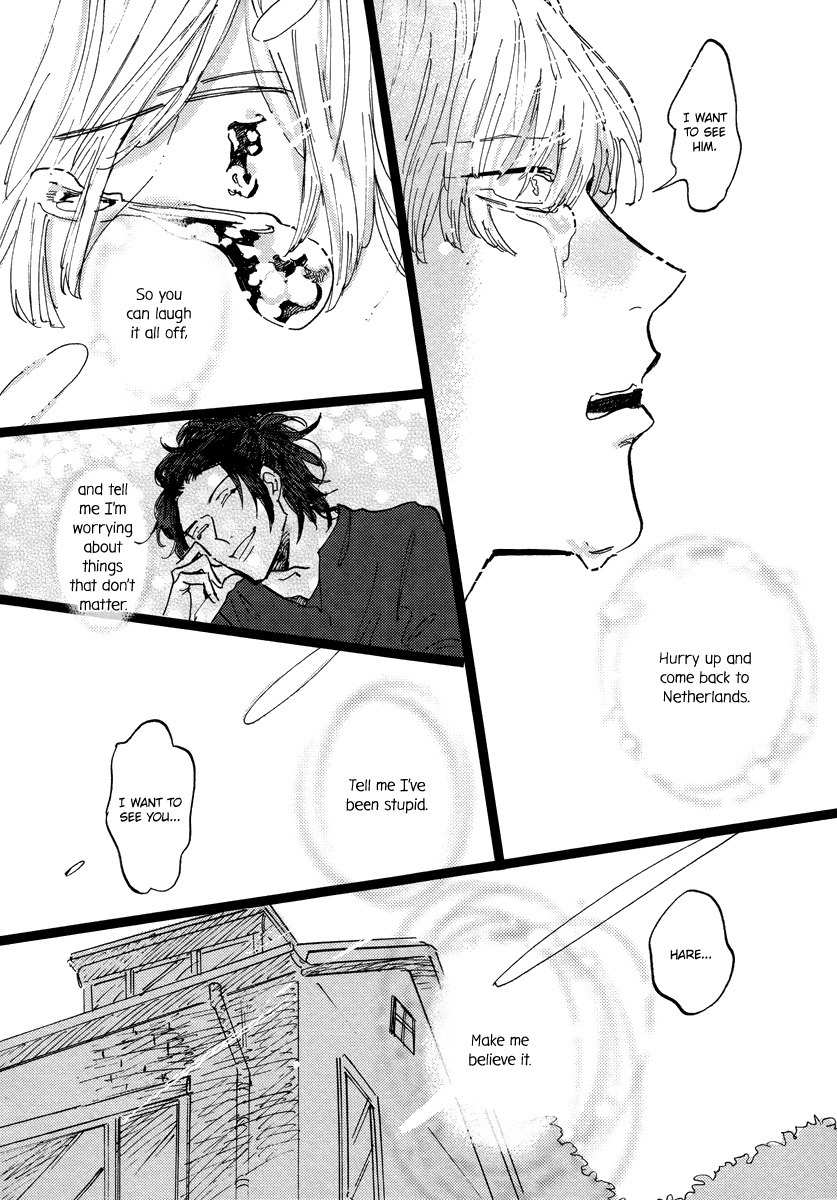 I WANT
TO SEE
HIM.
Hurry up and
come back to
Netherlands.
So you
can laugh
it all off,
and tell
me I'm
worrying
about
things
that don't
matter.
Tell me I've
been stupid.
I WANT TO
SEE YOU...
HARE...
Make me
believe it.